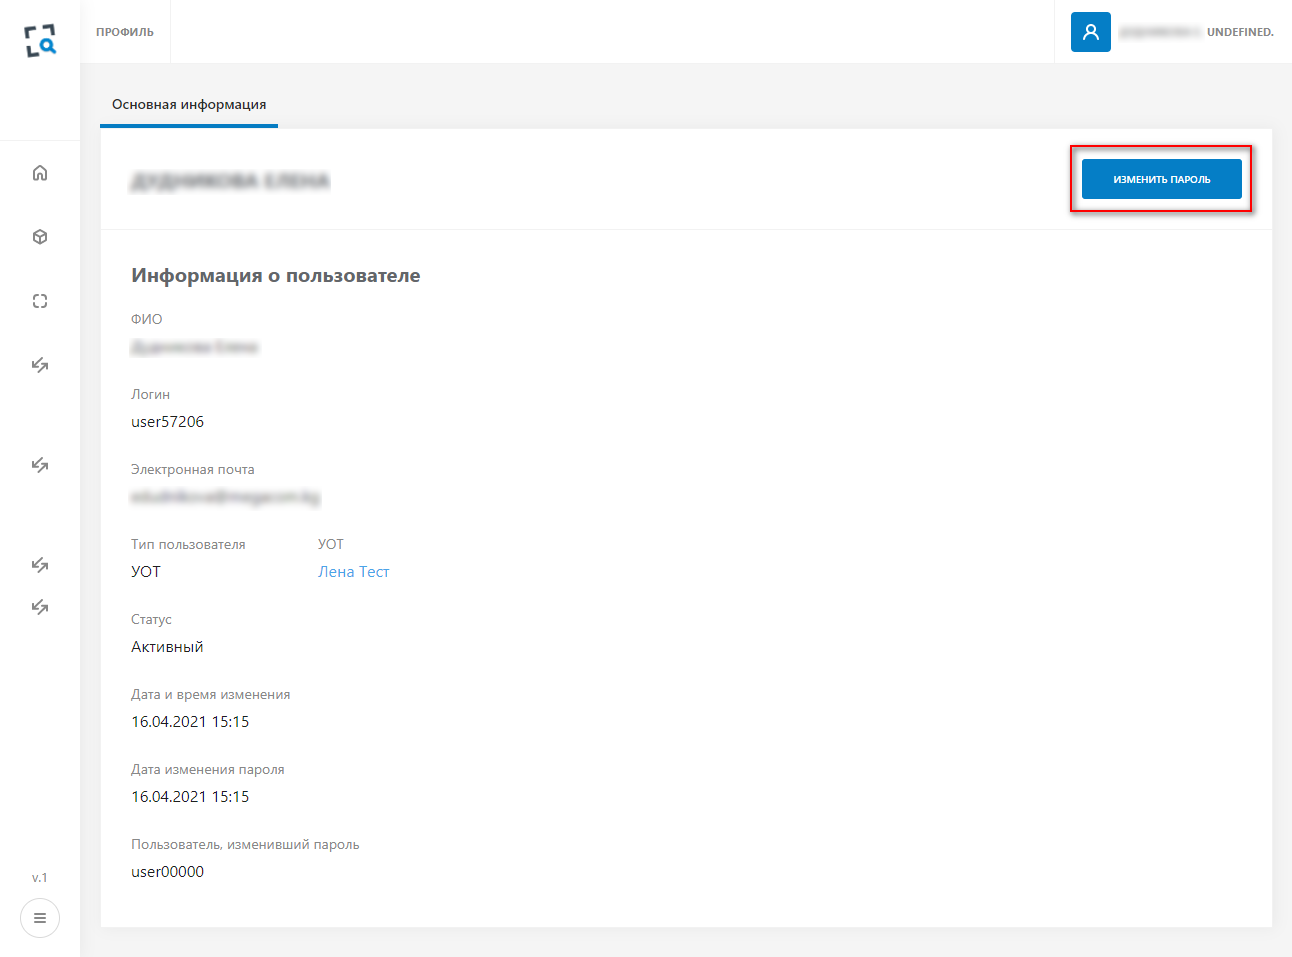 ПРОФИЛЬ
UNDEFINED.
Основная информация
ИЗМЕНИТЬ ПАРОЛЬ
Информация о пользователе
ФИО
Логин
user57206
Электронная почта
Тип пользователя УОТ
УОТ Лена Тест
Статус
Активный
Дата и время изменения
16.04.2021 15:15
Дата изменения пароля
16.04.2021 15:15
Пользователь, изменивший пароль
user00000
v.1